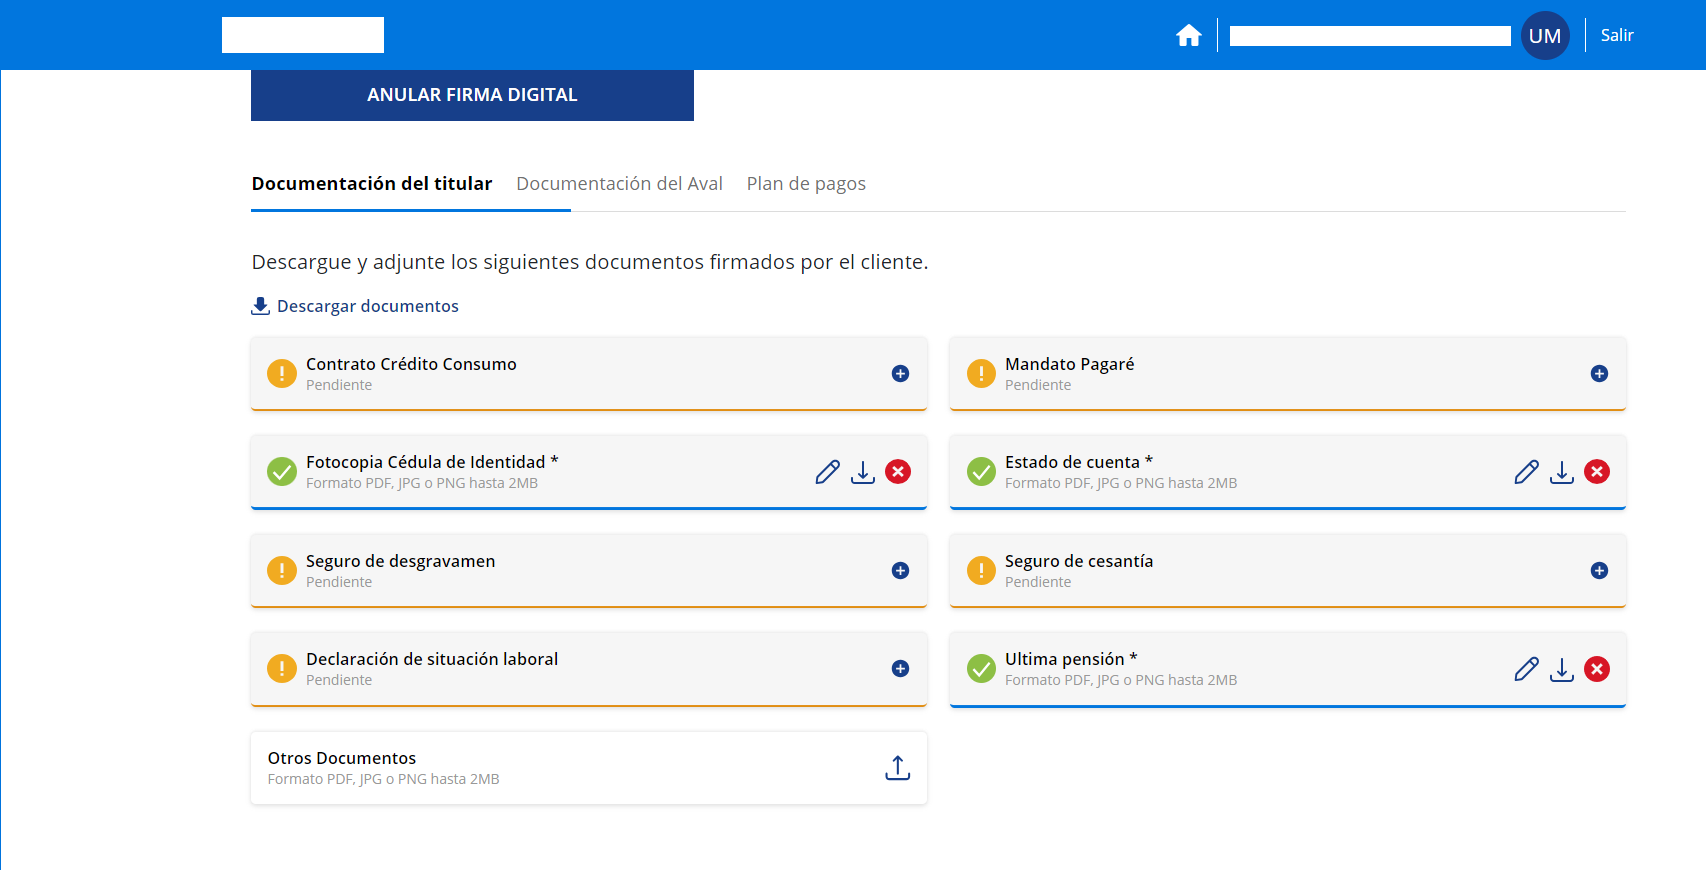 UM
Salir
ANULAR FIRMA DIGITAL
Documentación del titular
Documentación del Aval
Plan de pagos
Descargue y adjunte los siguientes documentos firmados por el cliente.
Descargar documentos
Contrato Crédito Consumo
Pendiente
Mandato Pagaré
Pendiente
Fotocopia Cédula de Identidad *
Formato PDF, JPG o PNG hasta 2MB
Estado de cuenta *
Formato PDF, JPG o PNG hasta 2MB
Seguro de desgravamen
Pendiente
Seguro de cesantía
Pendiente
Declaración de situación laboral
Pendiente
Ultima pensión *
Formato PDF, JPG o PNG hasta 2MB
Otros Documentos
Formato PDF, JPG o PNG hasta 2MB